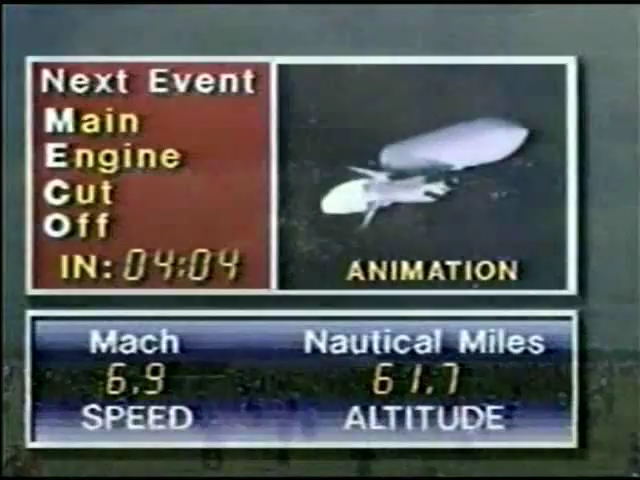 Next Event
Main
Engine
Cut
Off
IN: 04:04
ANIMATION
Mach
Nautical Miles
6.9
61.7
SPEED
ALTITUDE